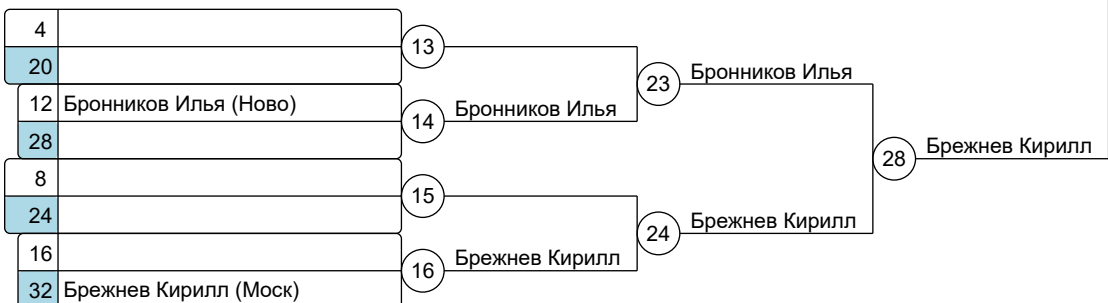 4
13
20
23
Бронников Илья
12 Бронников Илья (Ново)
14
Бронников Илья
28
28
Брежнев Кирилл
8
15
24
24
Брежнев Кирилл
16
16
Брежнев Кирилл
32 Брежнев Кирилл (Моск)